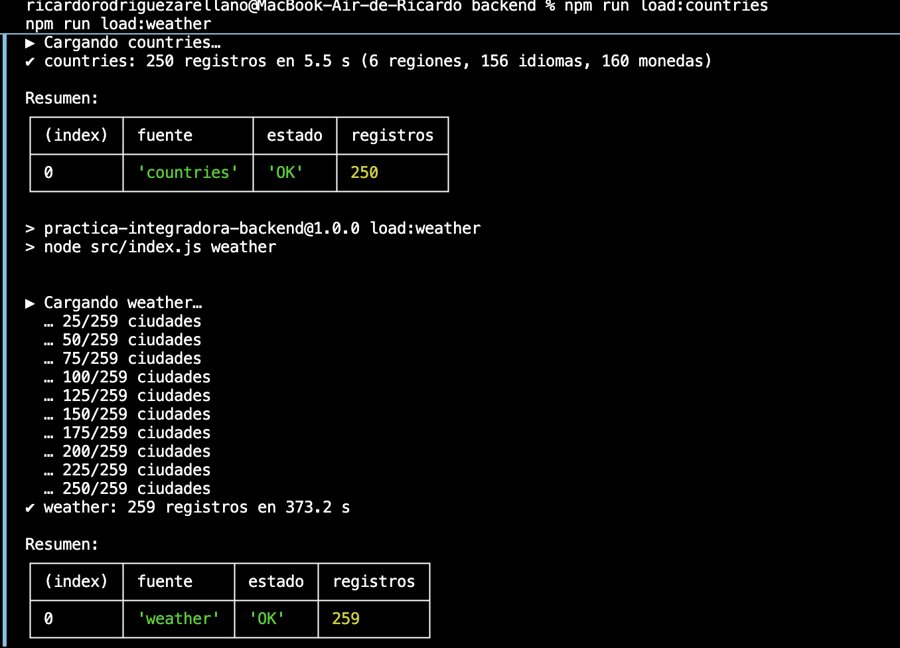 ricardorodriguezarellano@MacBook-Air-de-Ricardo backend % npm run load:countries
npm run load:weather
▶ Cargando countries…
✔ countries: 250 registros en 5.5 s (6 regiones, 156 idiomas, 160 monedas)
Resumen:
(index) fuente estado registros
0 'countries' 'OK' 250
> practica-integradora-backend@1.0.0 load:weather
> node src/index.js weather
▶ Cargando weather…
… 25/259 ciudades
… 50/259 ciudades
… 75/259 ciudades
… 100/259 ciudades
… 125/259 ciudades
… 150/259 ciudades
… 175/259 ciudades
… 200/259 ciudades
… 225/259 ciudades
… 250/259 ciudades
✔ weather: 259 registros en 373.2 s
Resumen:
(index) fuente estado registros
0 'weather' 'OK' 259